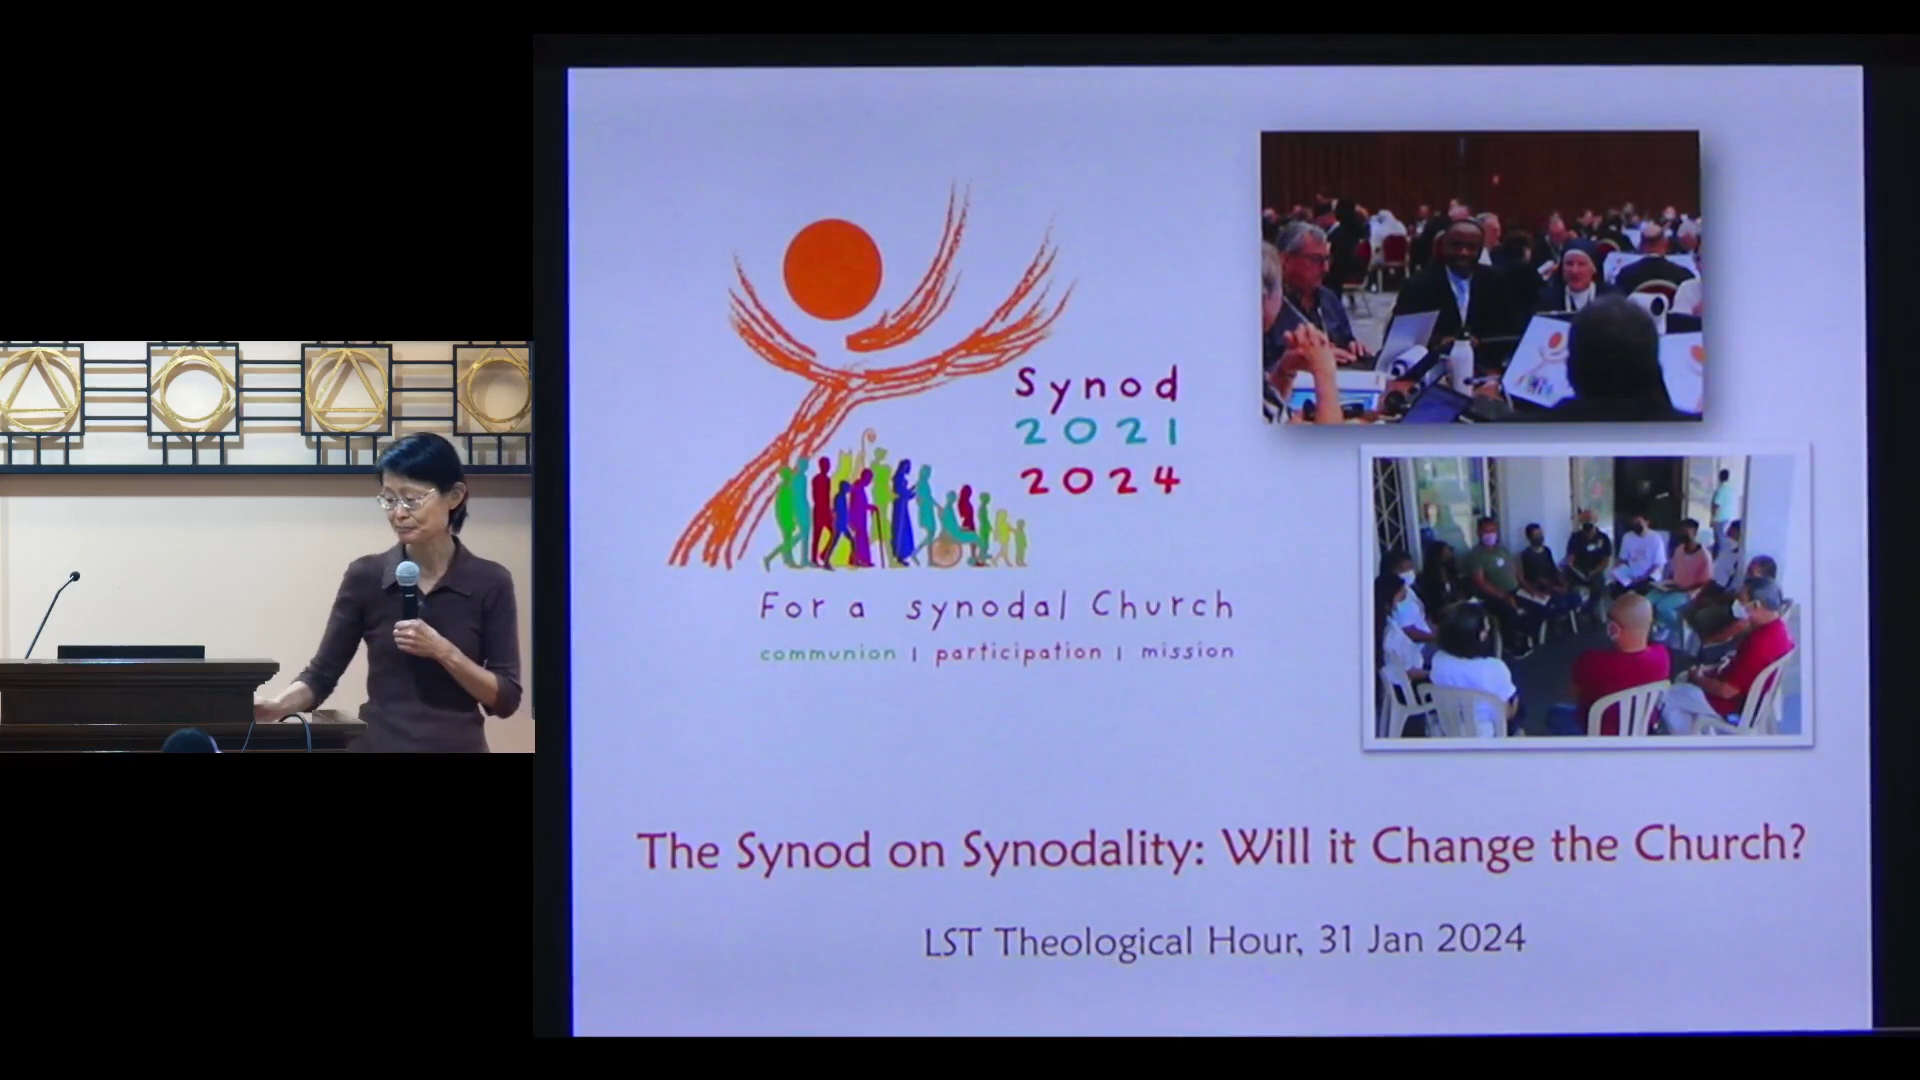 Synod
2021
2024
For a synodal Church
communion | participation | mission
The Synod on Synodality: Will it Change the Church?
LST Theological Hour, 31 Jan 2024